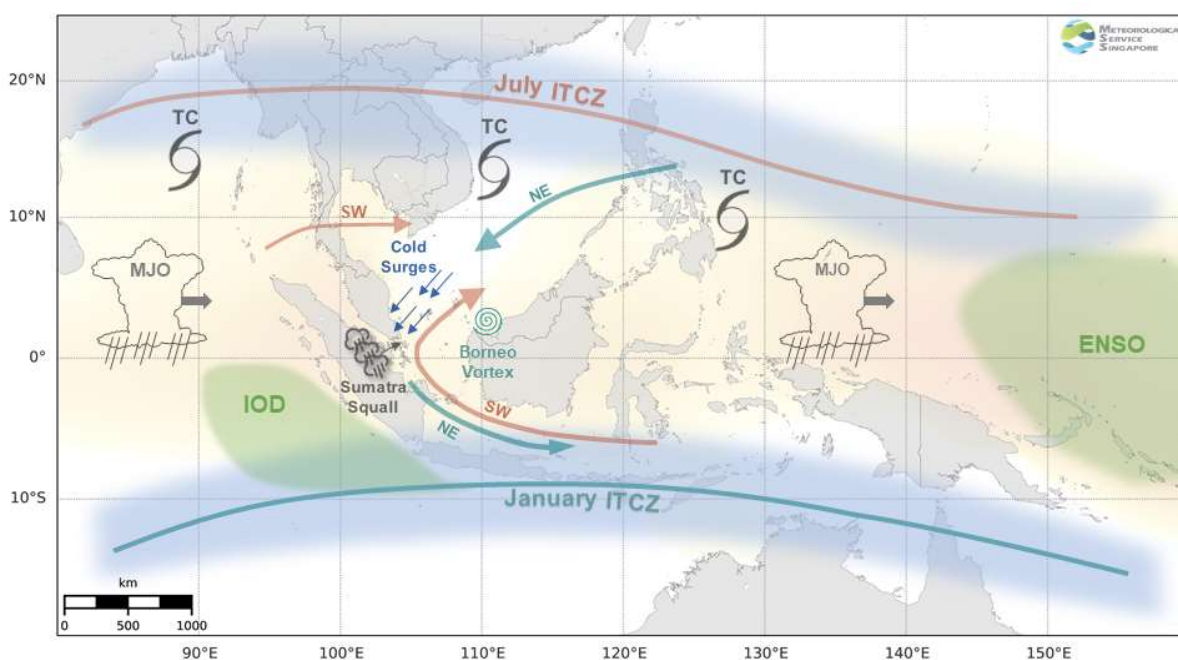 METEOROLOGICAL
SERVICE
SINGAPORE
20°N
July ITCZ
TC
TC
TC
NE
10°N
SW
Cold
Surges
MJO
MJO
ENSO
0°
Borneo
Vortex
Sumatra
Squall
IOD
SW
NE
10°S
January ITCZ
km
0 500 1000
90°E 100°E 110°E 120°E 130°E 140°E 150°E